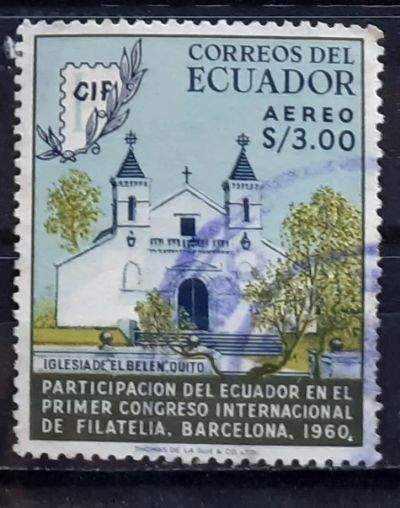 CIF
CORREOS DEL
ECUADOR
AEREO
S/3.00
IGLESIA DE "EL BELEN" QUITO
PARTICIPACION DEL ECUADOR EN EL
PRIMER CONGRESO INTERNACIONAL
DE FILATELIA, BARCELONA, 1960.
THOMAS DE LA RUE & CO. LTD.